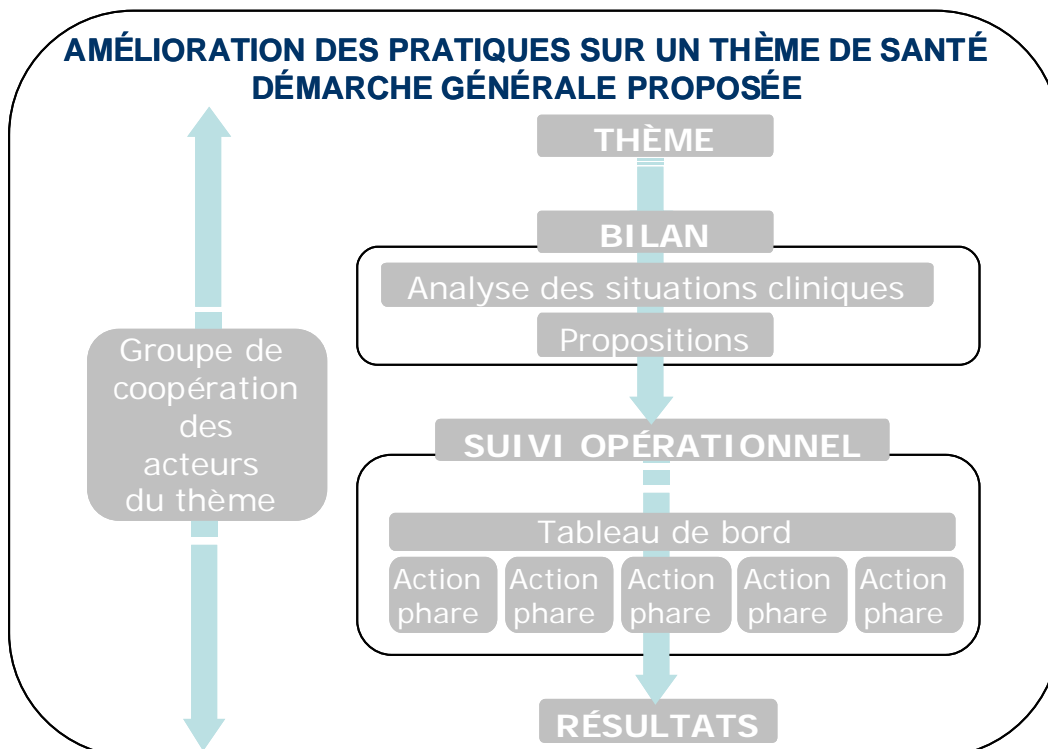 AMÉLIORATION DES PRATIQUES SUR UN THÈME DE SANTÉ
DÉMARCHE GÉNÉRALE PROPOSÉE
THÈME
BILAN
Analyse des situations cliniques
Propositions
Groupe de
coopération
des
acteurs
du thème
SUIVI OPÉRATIONNEL
Tableau de bord
Action
phare
Action
phare
Action
phare
Action
phare
Action
phare
RÉSULTATS